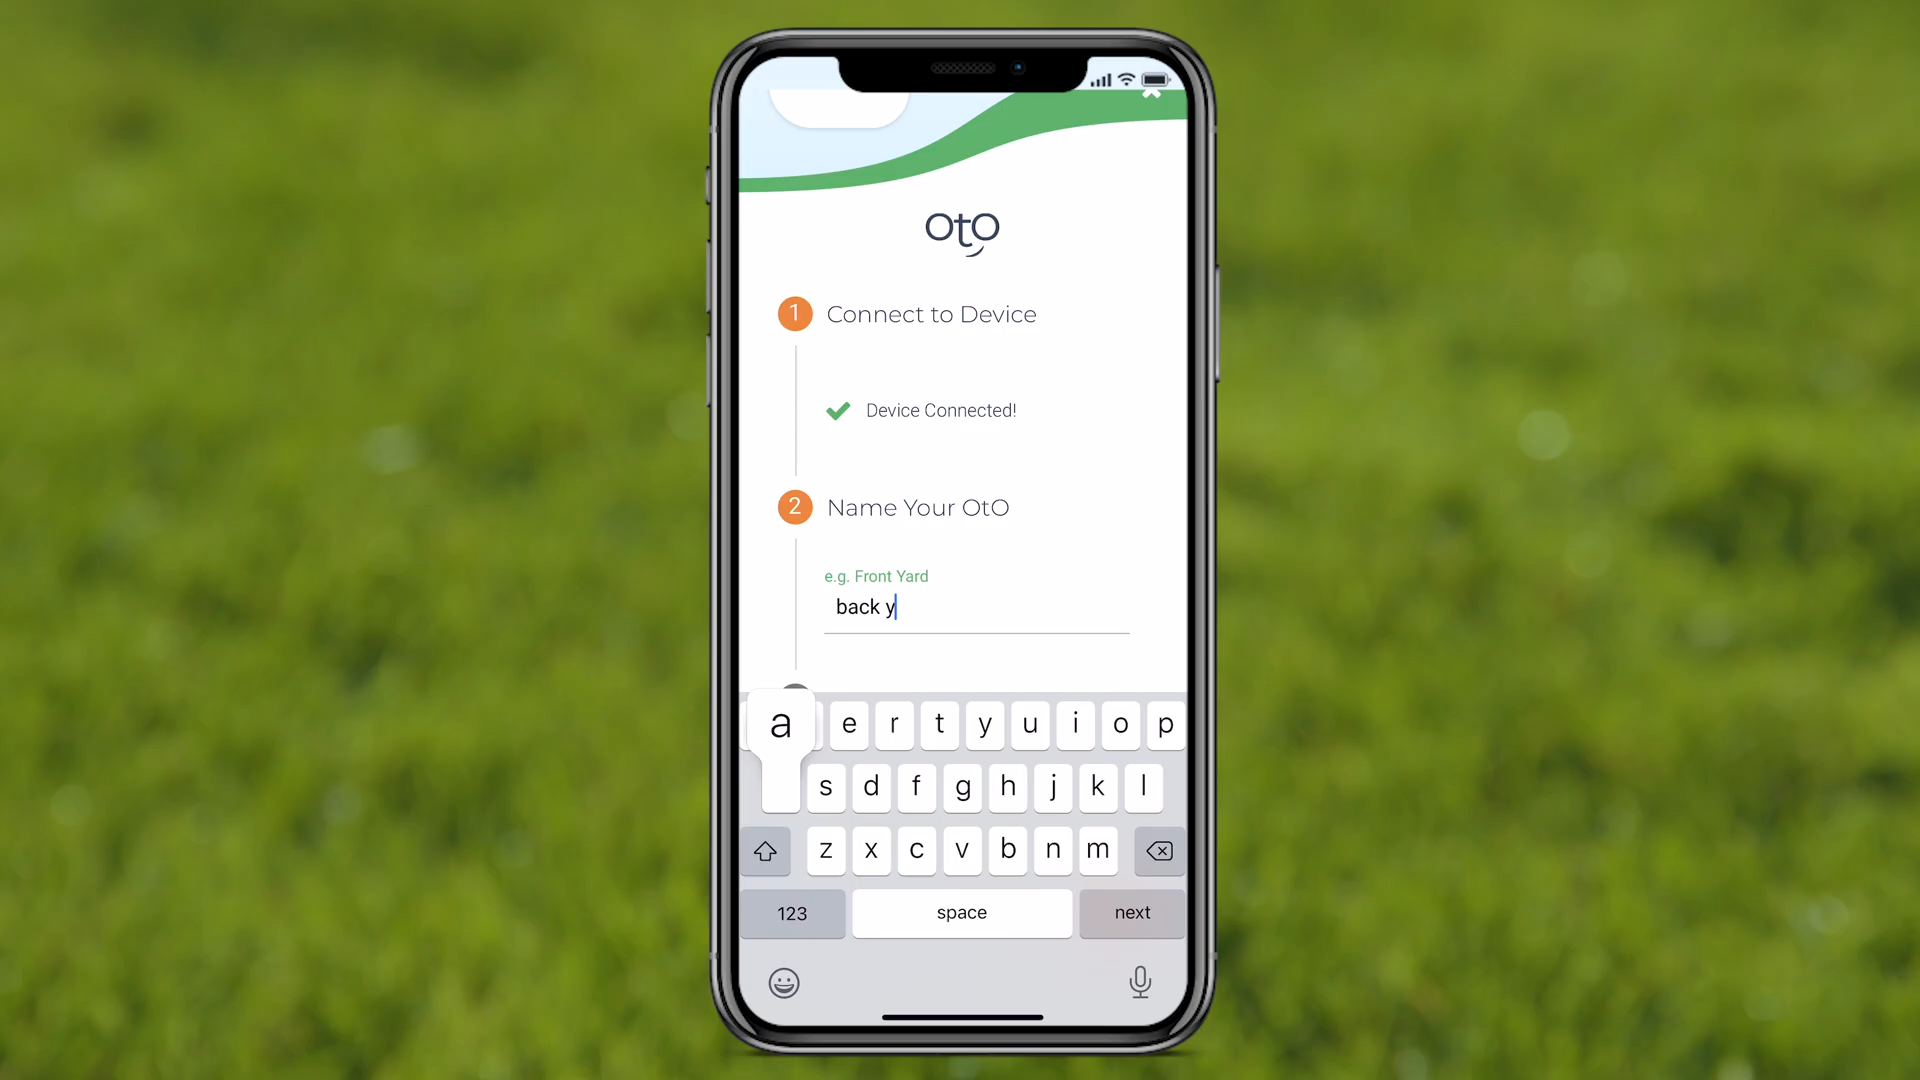 OtO
1 Connect to Device
Device Connected!
2 Name Your OtO
e.g. Front Yard
back y
a e r t y u i o p
s d f g h j k l
z x c v b n m
123 space next